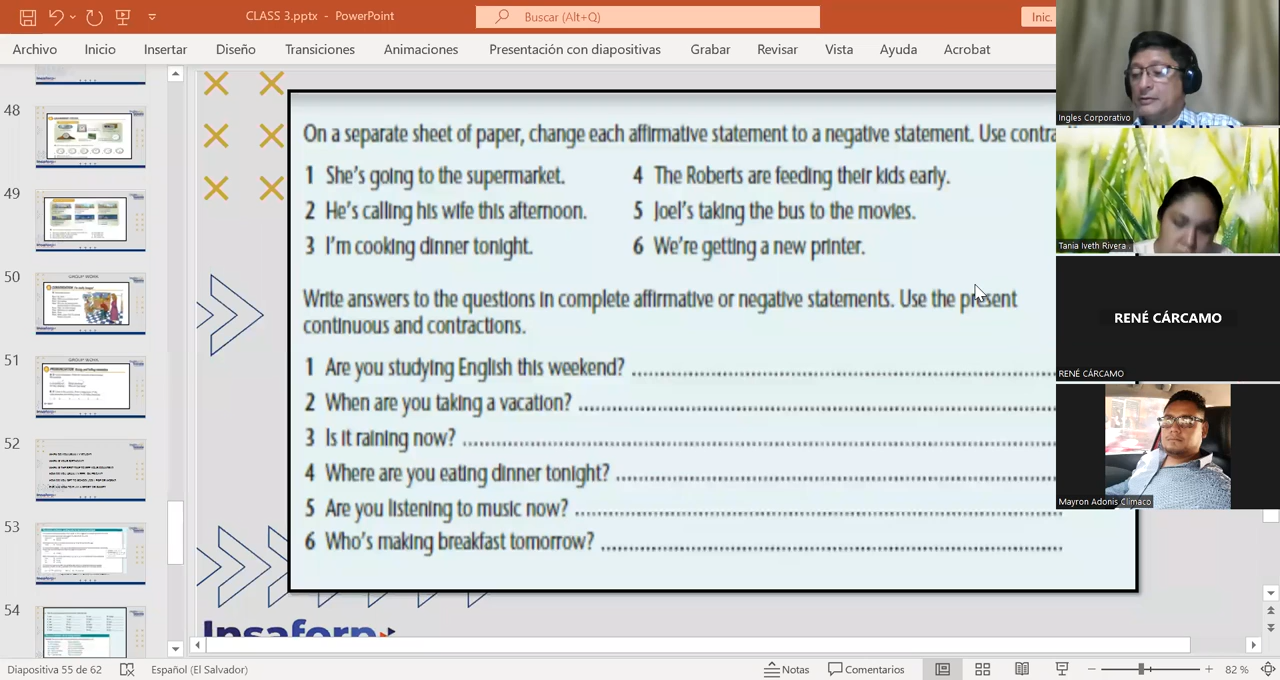 CLASS 3.pptx - PowerPoint
Buscar (Alt+Q)
Inic.
Archivo Inicio Insertar Diseño Transiciones Animaciones Presentación con diapositivas Grabar Revisar Vista Ayuda Acrobat
48
49
50
51
52
53
54
On a separate sheet of paper, change each affirmative statement to a negative statement. Use
1 She's going to the supermarket.
2 He's calling his wife this afternoon.
3 I'm cooking dinner tonight.
4 The Roberts are feeding their kids early.
5 Joel's taking the bus to the movies.
6 We're getting a new printer.
Write answers to the questions in complete affirmative or negative statements. Use the present
continuous and contractions.
1 Are you studying English this weekend?
2 When are you taking a vacation?
3 Is it raining now?
4 Where are you eating dinner tonight?
5 Are you listening to music now?
6 Who's making breakfast tomorrow?
Insaforp
Ingles Corporativo
Tania Iveth Rivera
RENÉ CÁRCAMO
RENÉ CÁRCAMO
Mayron Adonis Climaco
Diapositiva 55 de 62 Español (El Salvador) Notas Comentarios 82 %